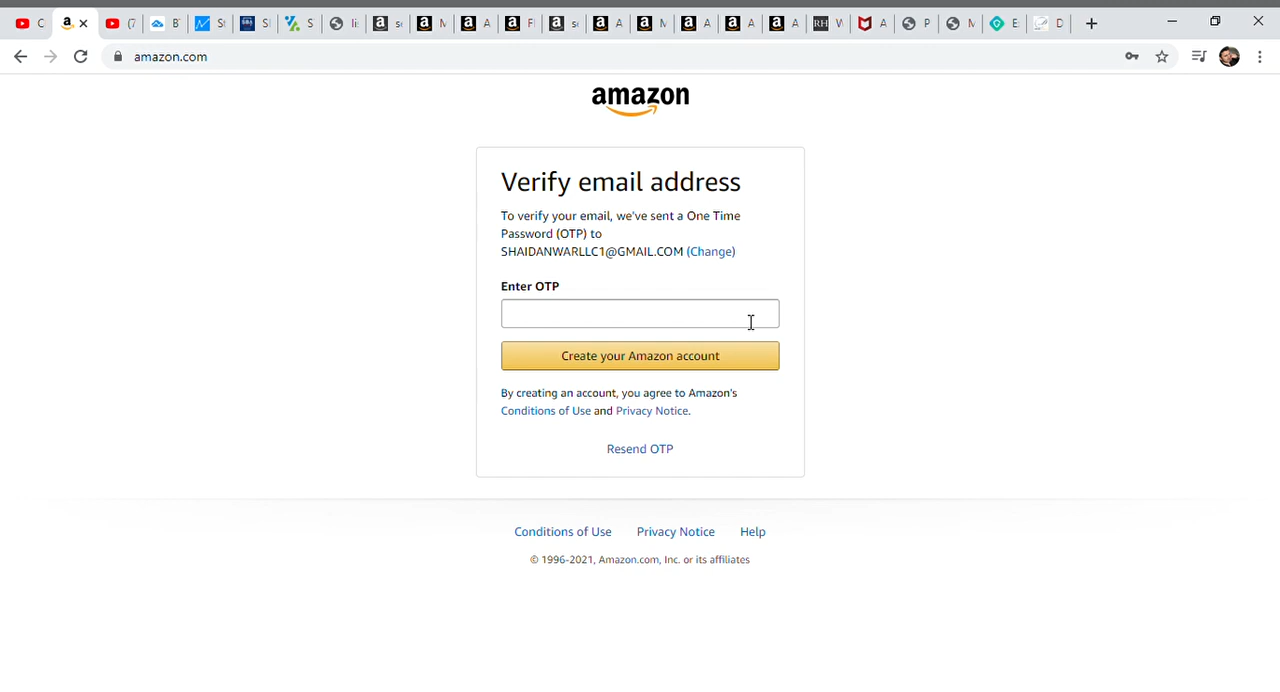 amazon.com
amazon
Verify email address
To verify your email, we've sent a One Time
Password (OTP) to
SHAIDANWARLLC1@GMAIL.COM (Change)
Enter OTP
Create your Amazon account
By creating an account, you agree to Amazon's
Conditions of Use and Privacy Notice.
Resend OTP
Conditions of Use Privacy Notice Help
© 1996-2021, Amazon.com, Inc. or its affiliates